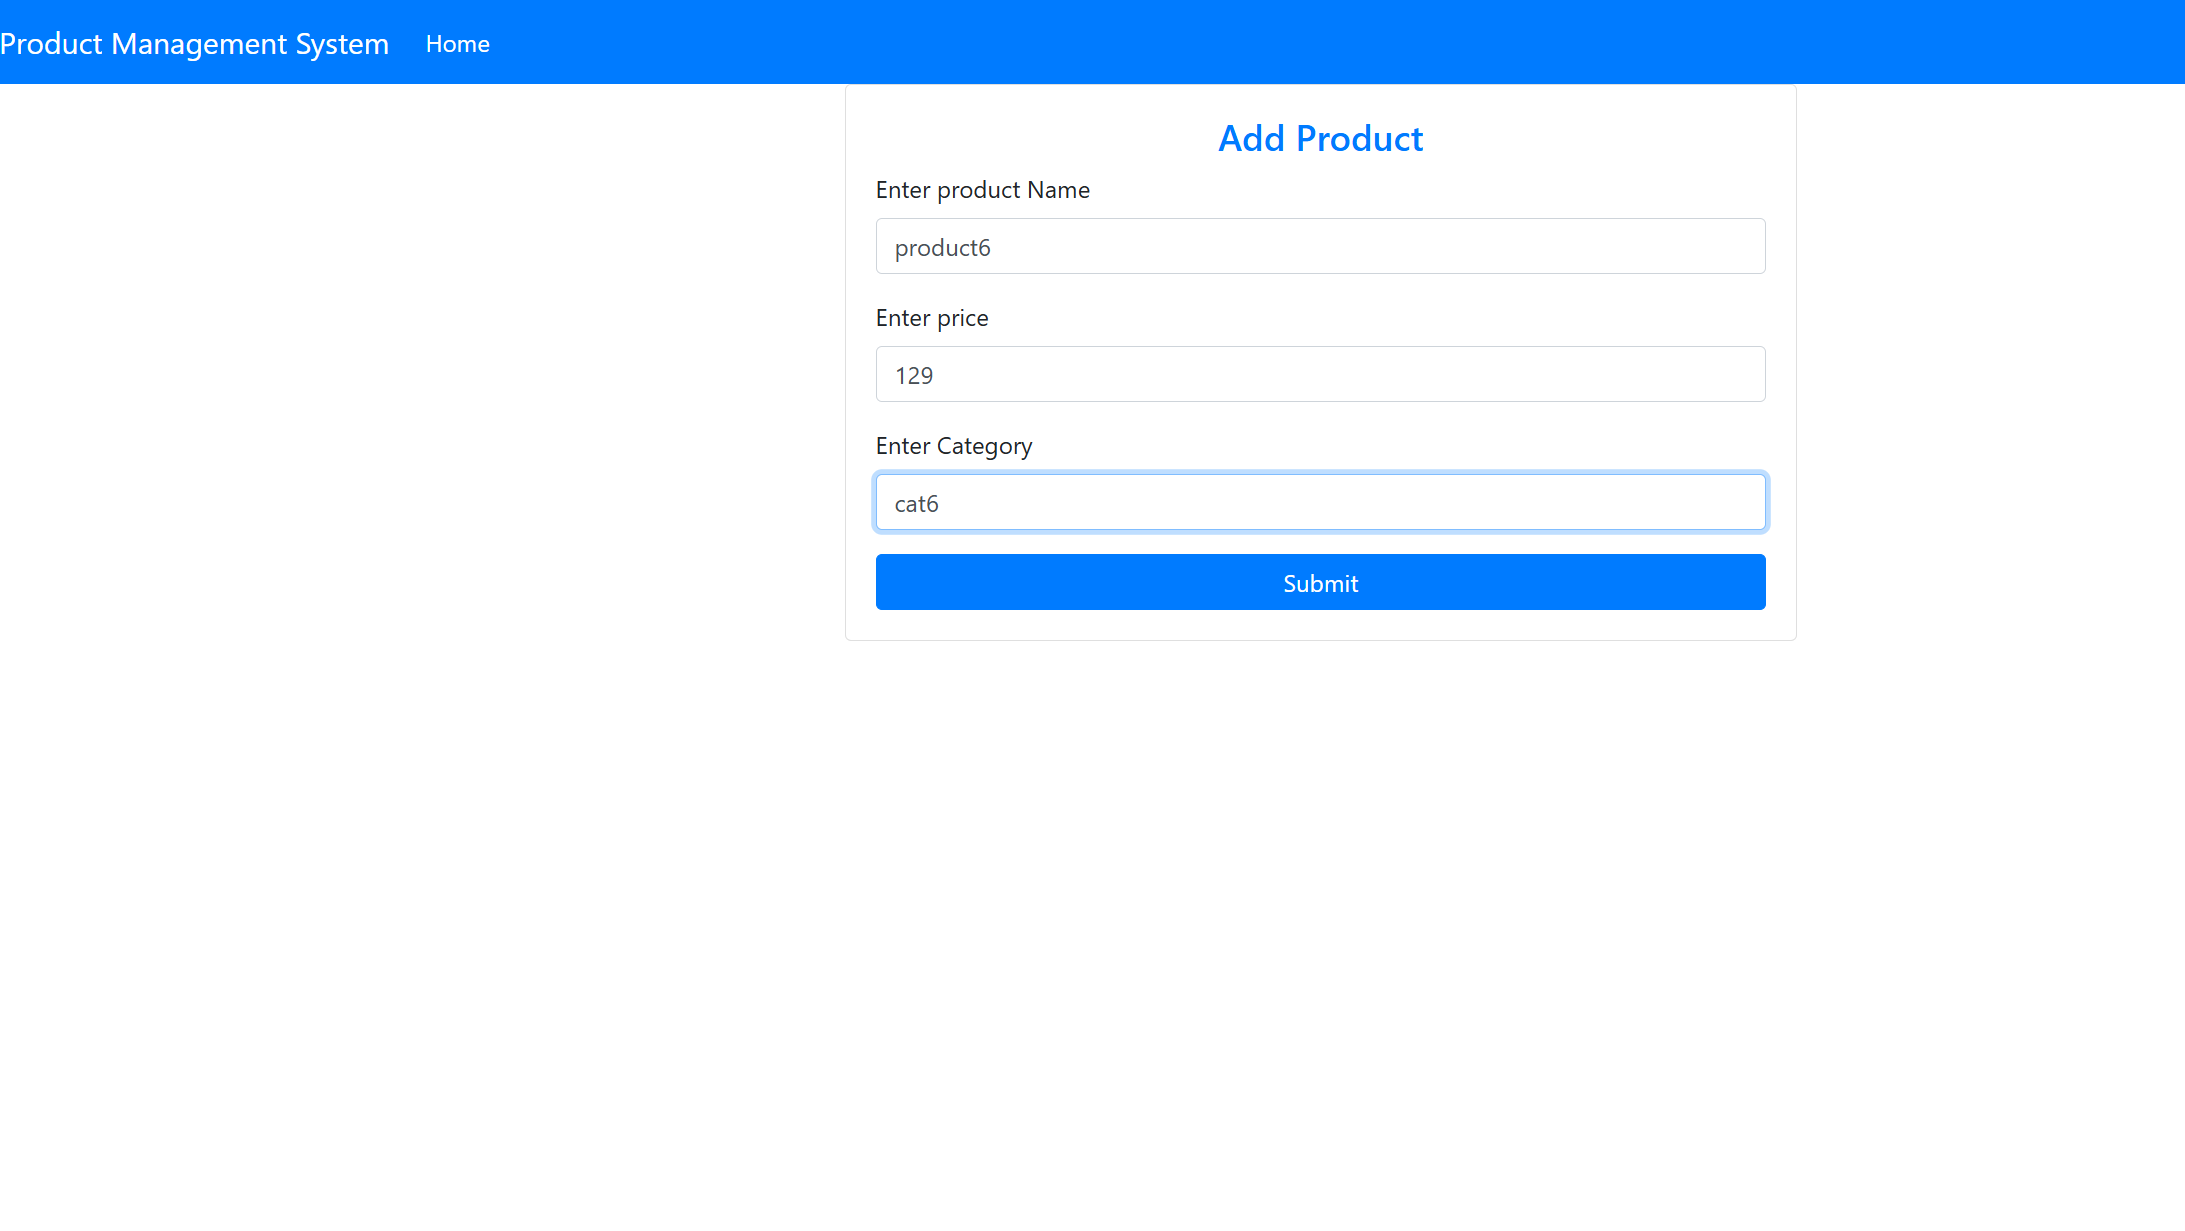 Product Management System Home
Add Product
Enter product Name
product6
Enter price
129
Enter Category
cat6
Submit